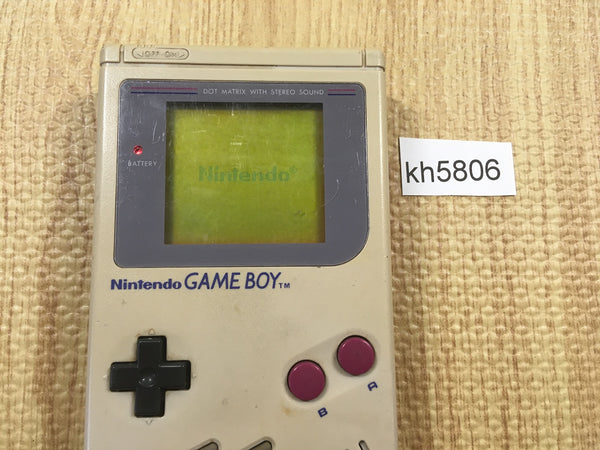 OFF•ON
DOT MATRIX WITH STEREO SOUND
BATTERY
Nintendo®
kh5806
Nintendo GAME BOY™
B
A